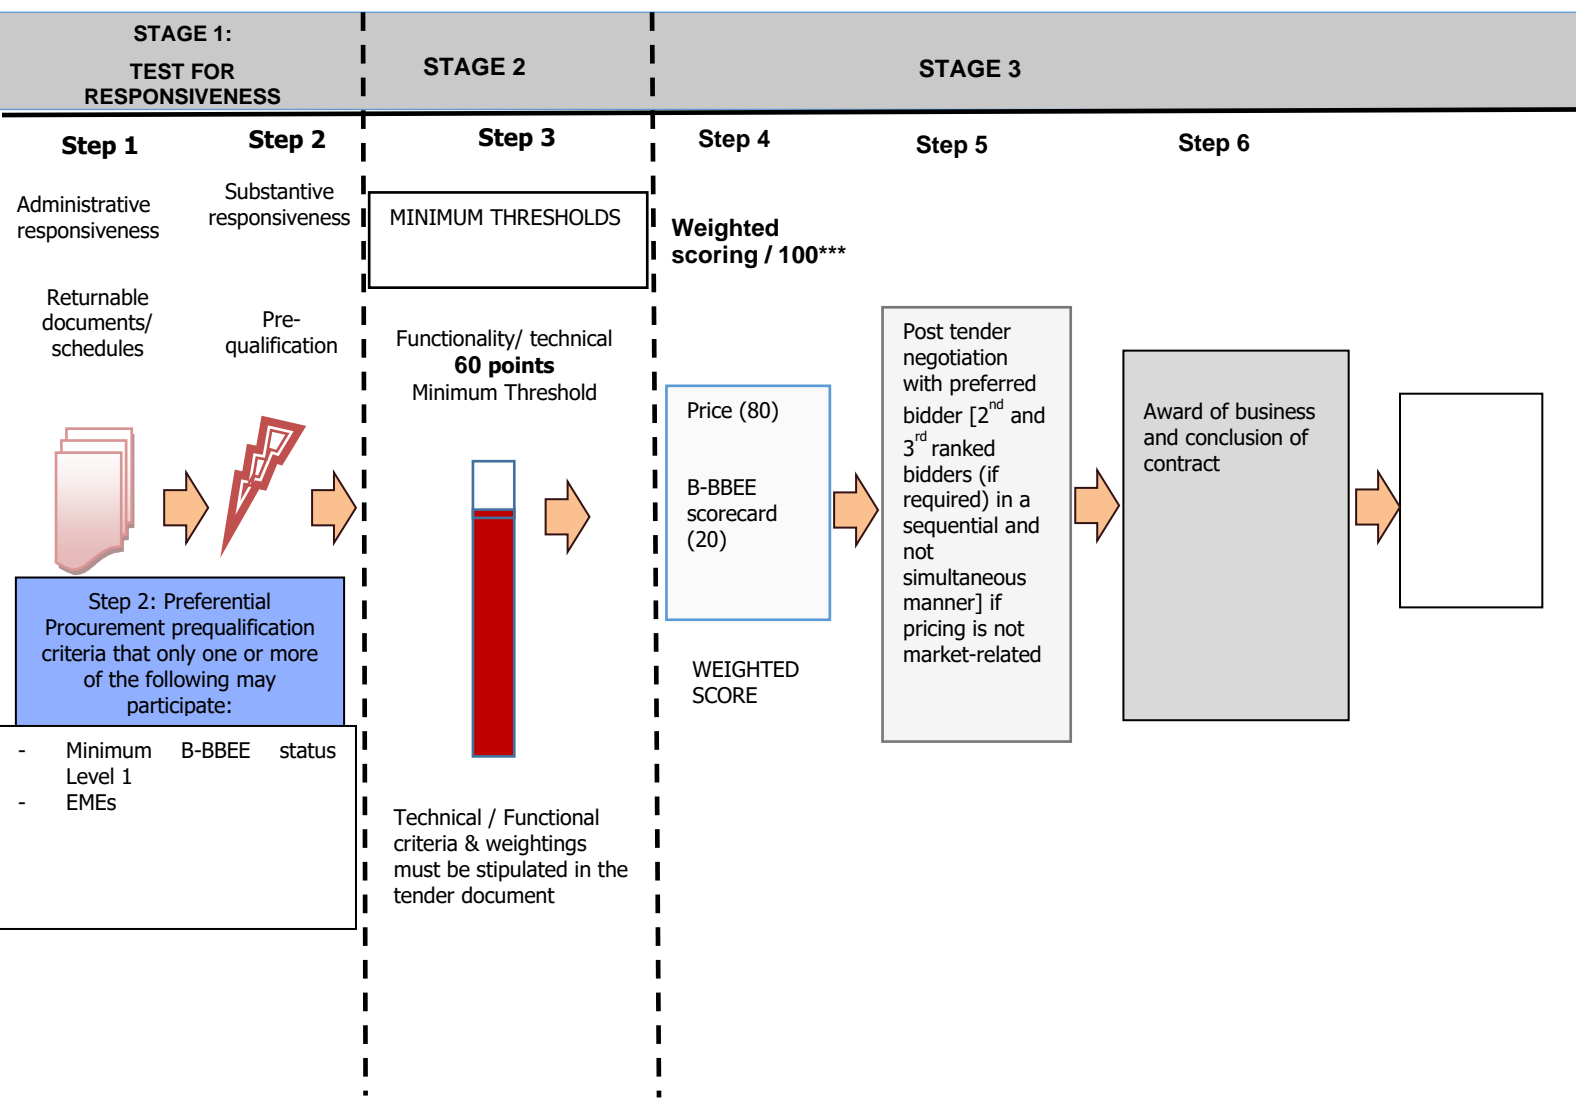 STAGE 1:
TEST FOR
RESPONSIVENESS
STAGE 2
STAGE 3
Step 1
Step 2
Step 3
Step 4
Step 5
Step 6
Administrative
responsiveness
Returnable
documents/
schedules
Substantive
responsiveness
Pre-
qualification
Step 2: Preferential
Procurement prequalification
criteria that only one or more
of the following may
participate:
- Minimum B-BBEE status
Level 1
- EMEs
MINIMUM THRESHOLDS
Functionality/ technical
60 points
Minimum Threshold
Technical / Functional
criteria & weightings
must be stipulated in the
tender document
Weighted
scoring / 100***
Price (80)
B-BBEE
scorecard
(20)
WEIGHTED
SCORE
Post tender
negotiation
with preferred
bidder [2nd and
3rd ranked
bidders (if
required) in a
sequential and
not
simultaneous
manner] if
pricing is not
market-related
Award of business
and conclusion of
contract